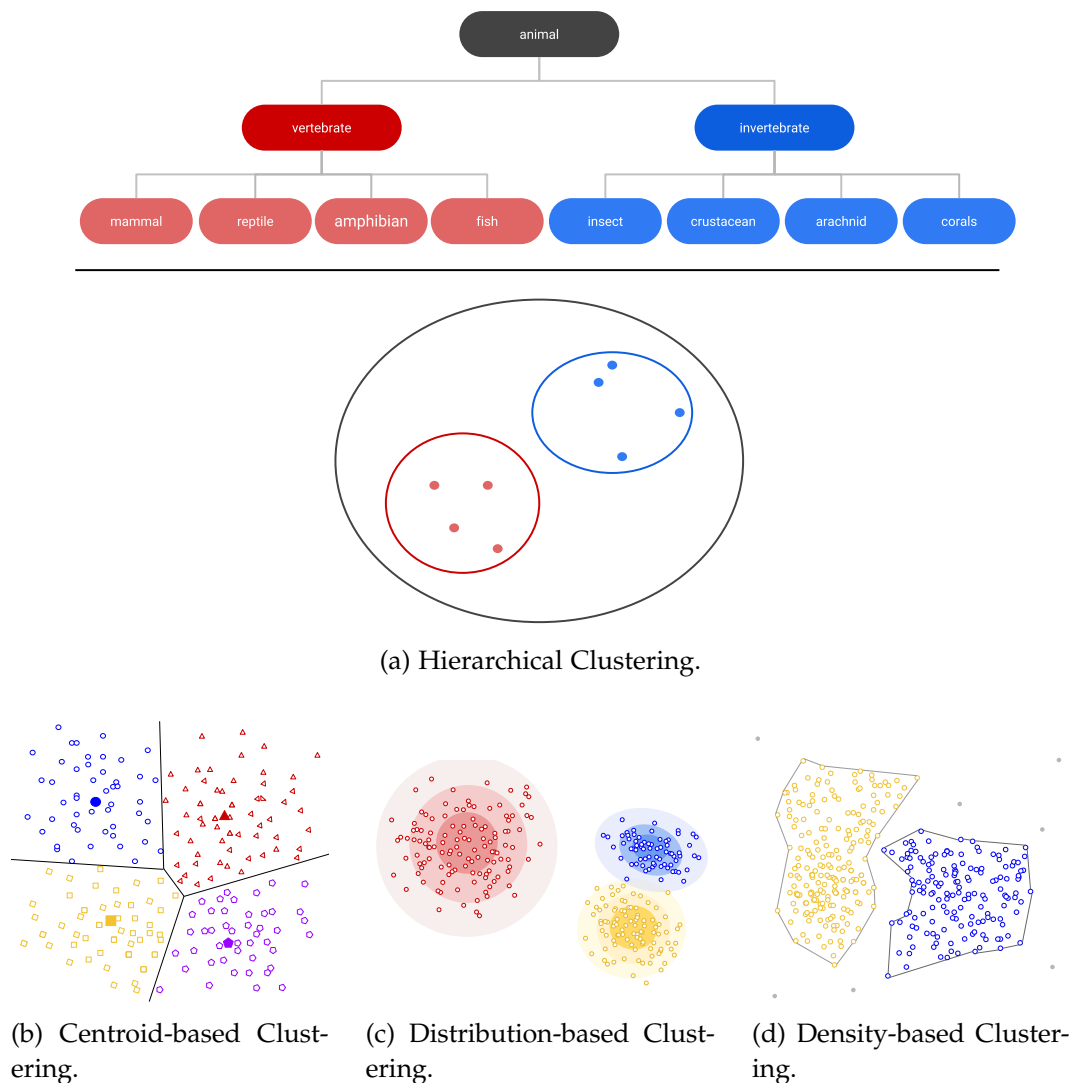 animal
vertebrate
invertebrate
mammal
reptile
amphibian
fish
insect
crustacean
arachnid
corals
(a) Hierarchical Clustering.
(b) Centroid-based Clust-
ering.
(c) Distribution-based Clust-
ering.
(d) Density-based Cluster-
ing.